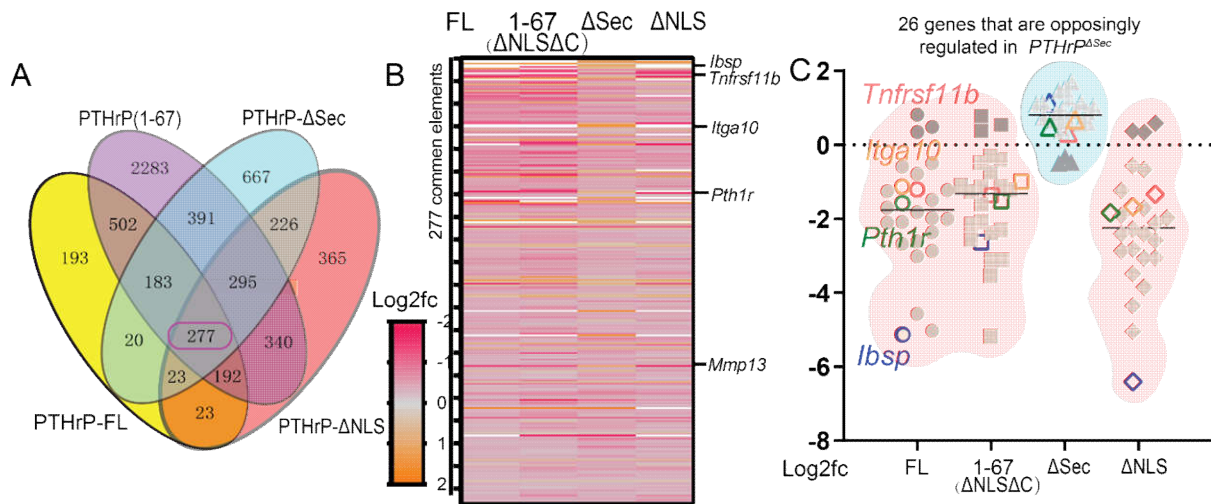 A
PTHrP(1-67)
PTHrP-ΔSec
2283
667
502
391
226
193
365
183
295
277
20
340
23
192
23
PTHrP-FL
PTHrP-ΔNLS
B
FL
1-67
(ΔNLSΔC)
ΔSec
ΔNLS
277 commen elements
Ibsp
Tnfrsf11b
Itga10
Pth1r
Mmp13
Log2fc
-2
-1
0
1
2
26 genes that are opposingly
regulated in PTHrP^ΔSec
C
2
0
-2
-4
-6
-8
Tnfrsf11b
Itga10
Pth1r
Ibsp
Log2fc
FL
1-67
(ΔNLSΔC)
ΔSec
ΔNLS